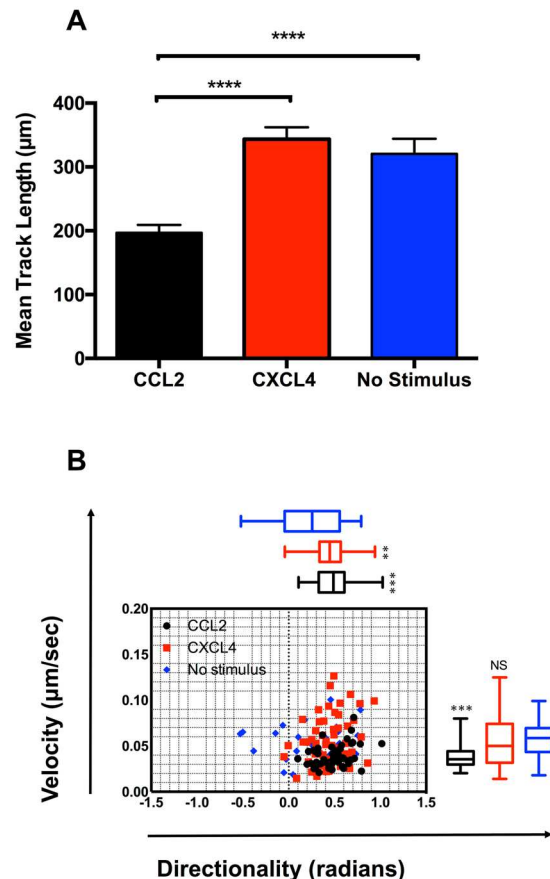 A
****
****
400
300
200
100
0
Mean Track Length (µm)
CCL2 CXCL4 No Stimulus
B
**
***
Velocity (µm/sec)
0.20
0.15
0.10
0.05
0.00
CCL2
CXCL4
No stimulus
***
NS
-1.5 -1.0 -0.5 0.0 0.5 1.0 1.5
Directionality (radians)